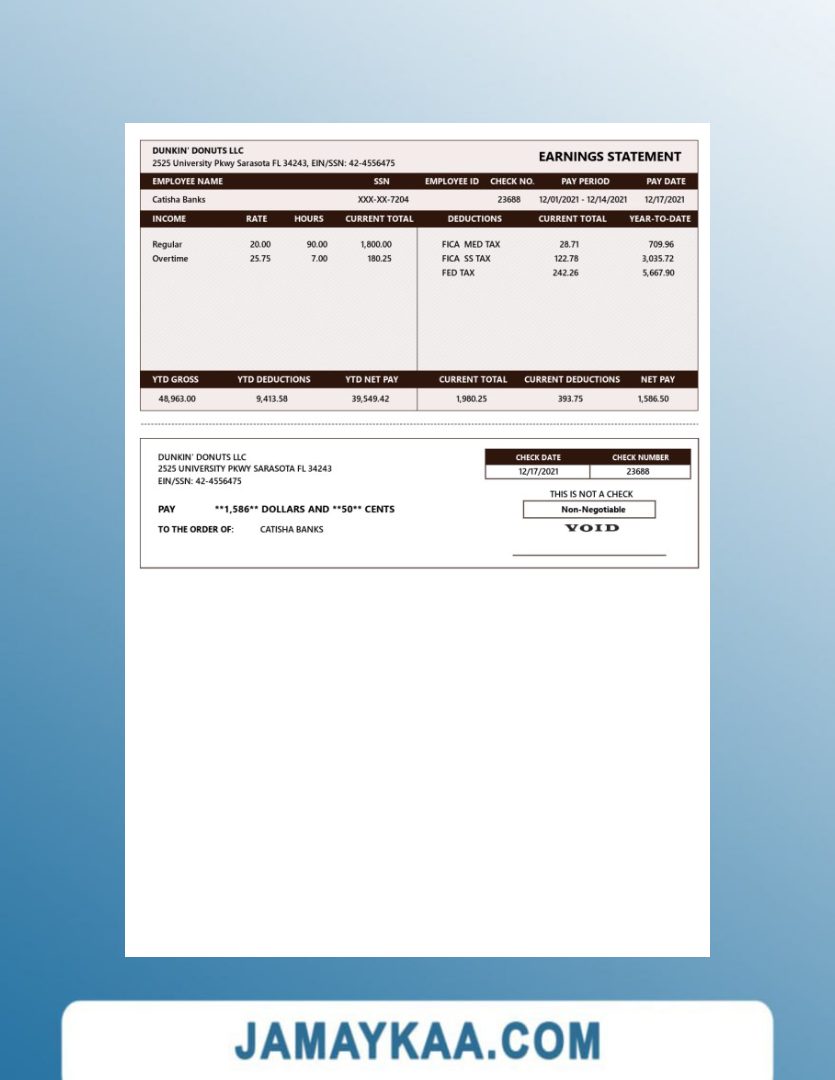 DUNKIN' DONUTS LLC
2525 University Pkwy Sarasota FL 34243, EIN/SSN: 42-4556475
EARNINGS STATEMENT
EMPLOYEE NAME SSN EMPLOYEE ID CHECK NO. PAY PERIOD PAY DATE
Catisha Banks XXX-XX-7204 23688 12/01/2021 - 12/14/2021 12/17/2021
INCOME RATE HOURS CURRENT TOTAL DEDUCTIONS CURRENT TOTAL YEAR-TO-DATE
Regular 20.00 90.00 1,800.00 FICA MED TAX 28.71 709.96
Overtime 25.75 7.00 180.25 FICA SS TAX 122.78 3,035.72
FED TAX 242.26 5,667.90
YTD GROSS YTD DEDUCTIONS YTD NET PAY CURRENT TOTAL CURRENT DEDUCTIONS NET PAY
48,963.00 9,413.58 39,549.42 1,980.25 393.75 1,586.50
DUNKIN' DONUTS LLC
2525 UNIVERSITY PKWY SARASOTA FL 34243
EIN/SSN: 42-4556475
CHECK DATE CHECK NUMBER
12/17/2021 23688
THIS IS NOT A CHECK
PAY **1,586** DOLLARS AND **50** CENTS
Non-Negotiable
TO THE ORDER OF: CATISHA BANKS
VOID
JAMAYKAA.COM